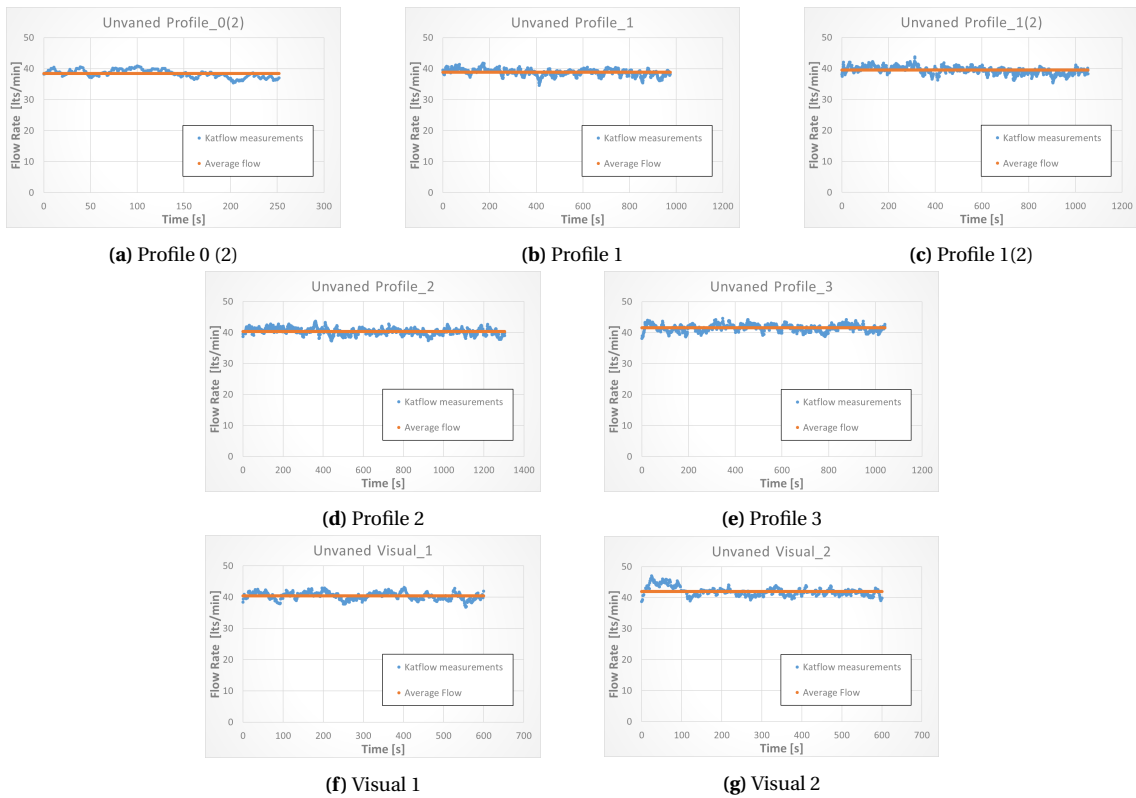 Unvaned Profile_0(2)
Flow Rate [lts/min]
50
40
30
20
10
0
Katflow measurements
Average flow
0 50 100 150 200 250 300
Time [s]
(a) Profile 0 (2)
Unvaned Profile_1
Flow Rate [lts/min]
50
40
30
20
10
0
Katflow measurements
Average flow
0 200 400 600 800 1000 1200
Time [s]
(b) Profile 1
Unvaned Profile_1(2)
Flow Rate [lts/min]
50
40
30
20
10
0
Katflow measurements
Average flow
0 200 400 600 800 1000 1200
Time [s]
(c) Profile 1(2)
Unvaned Profile_2
Flow Rate [lts/min]
50
40
30
20
10
0
Katflow measurements
Average flow
0 200 400 600 800 1000 1200 1400
Time [s]
(d) Profile 2
Unvaned Profile_3
Flow Rate [lts/min]
50
40
30
20
10
0
Katflow measurements
Average flow
0 200 400 600 800 1000 1200
Time [s]
(e) Profile 3
Unvaned Visual_1
Flow Rate [lts/min]
50
40
30
20
10
0
Katflow measurements
Average Flow
0 100 200 300 400 500 600 700
Time [s]
(f) Visual 1
Unvaned Visual_2
Flow Rate [lts/min]
50
40
30
20
10
0
Katflow measurements
Average Flow
0 100 200 300 400 500 600 700
Time [s]
(g) Visual 2